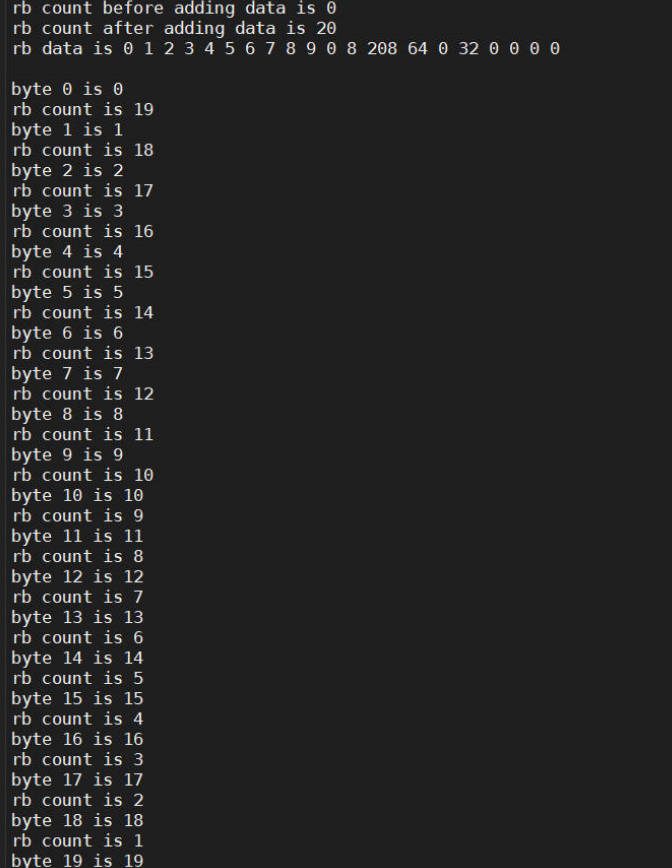 rb count before adding data is 0
rb count after adding data is 20
rb data is 0 1 2 3 4 5 6 7 8 9 0 8 208 64 0 32 0 0 0 0
byte 0 is 0
rb count is 19
byte 1 is 1
rb count is 18
byte 2 is 2
rb count is 17
byte 3 is 3
rb count is 16
byte 4 is 4
rb count is 15
byte 5 is 5
rb count is 14
byte 6 is 6
rb count is 13
byte 7 is 7
rb count is 12
byte 8 is 8
rb count is 11
byte 9 is 9
rb count is 10
byte 10 is 10
rb count is 9
byte 11 is 11
rb count is 8
byte 12 is 12
rb count is 7
byte 13 is 13
rb count is 6
byte 14 is 14
rb count is 5
byte 15 is 15
rb count is 4
byte 16 is 16
rb count is 3
byte 17 is 17
rb count is 2
byte 18 is 18
rb count is 1
byte 19 is 19